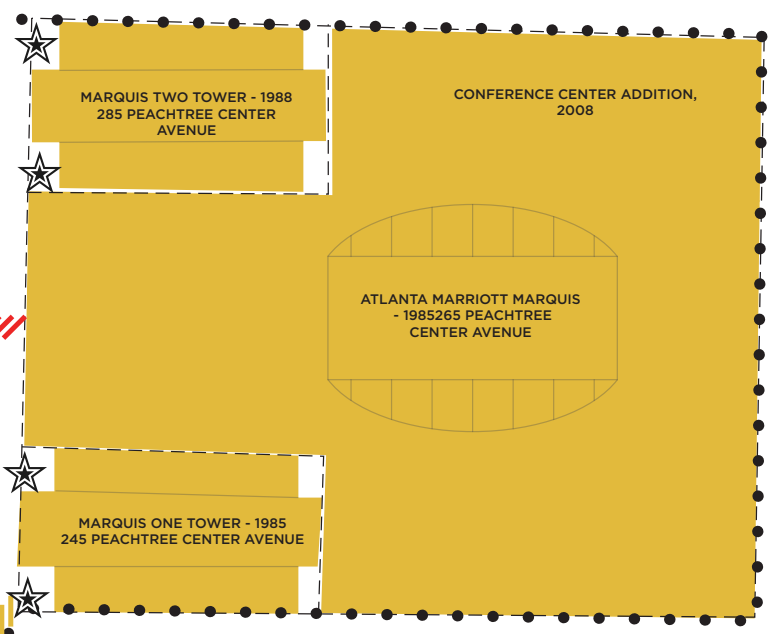 MARQUIS TWO TOWER - 1988
285 PEACHTREE CENTER
AVENUE
CONFERENCE CENTER ADDITION,
2008
ATLANTA MARRIOTT MARQUIS
- 1985265 PEACHTREE
CENTER AVENUE
MARQUIS ONE TOWER - 1985
245 PEACHTREE CENTER AVENUE